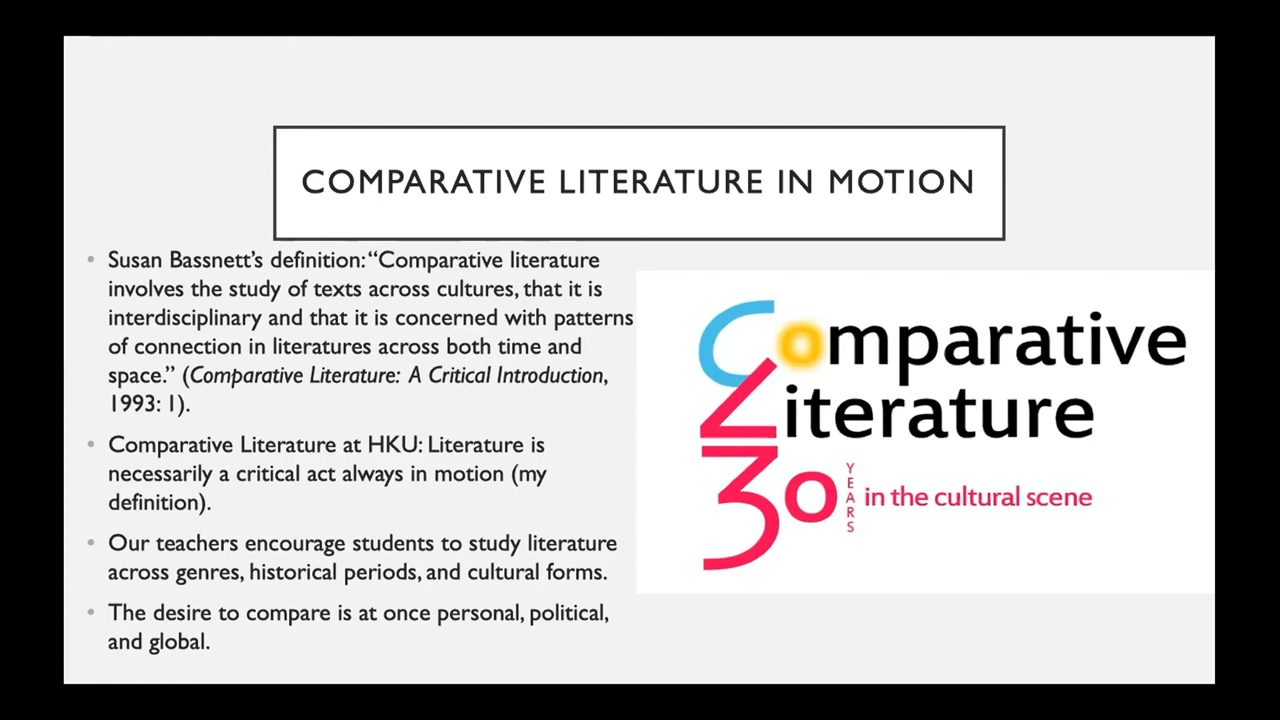 COMPARATIVE LITERATURE IN MOTION
• Susan Bassnett's definition: “Comparative literature
involves the study of texts across cultures, that it is
interdisciplinary and that it is concerned with patterns
of connection in literatures across both time and
space.” (Comparative Literature: A Critical Introduction,
1993: 1).
• Comparative Literature at HKU: Literature is
necessarily a critical act always in motion (my
definition).
• Our teachers encourage students to study literature
across genres, historical periods, and cultural forms.
• The desire to compare is at once personal, political,
and global.
Comparative
Literature
30 YEARS in the cultural scene